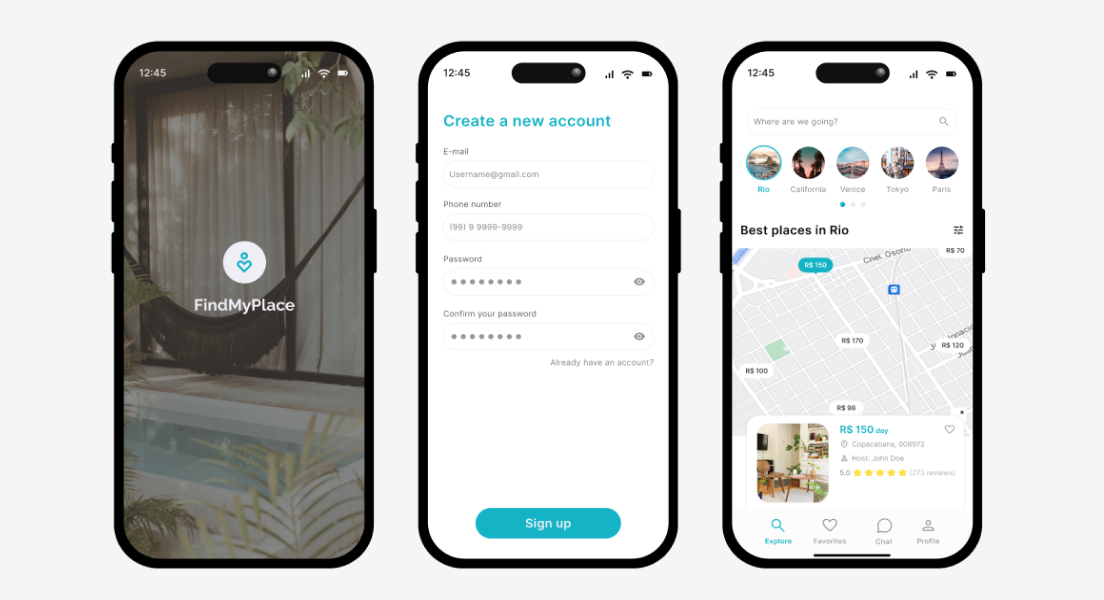 12:45
FindMyPlace
12:45
Create a new account
E-mail
Username@gmail.com
Phone number
(99) 9 9999-9999
Password
Confirm your password
Already have an account?
Sign up
12:45
Where are we going?
Rio
California
Venice
Tokyo
Paris
Best places in Rio
R$ 70
Cnel. Osorio
R$ 150
R$ 170
R$ 120
R$ 100
R$ 98
R$ 150 day
Copacabana, 008972
Host: John Doe
5.0 (273 reviews)
Explore
Favorites
Chat
Profile